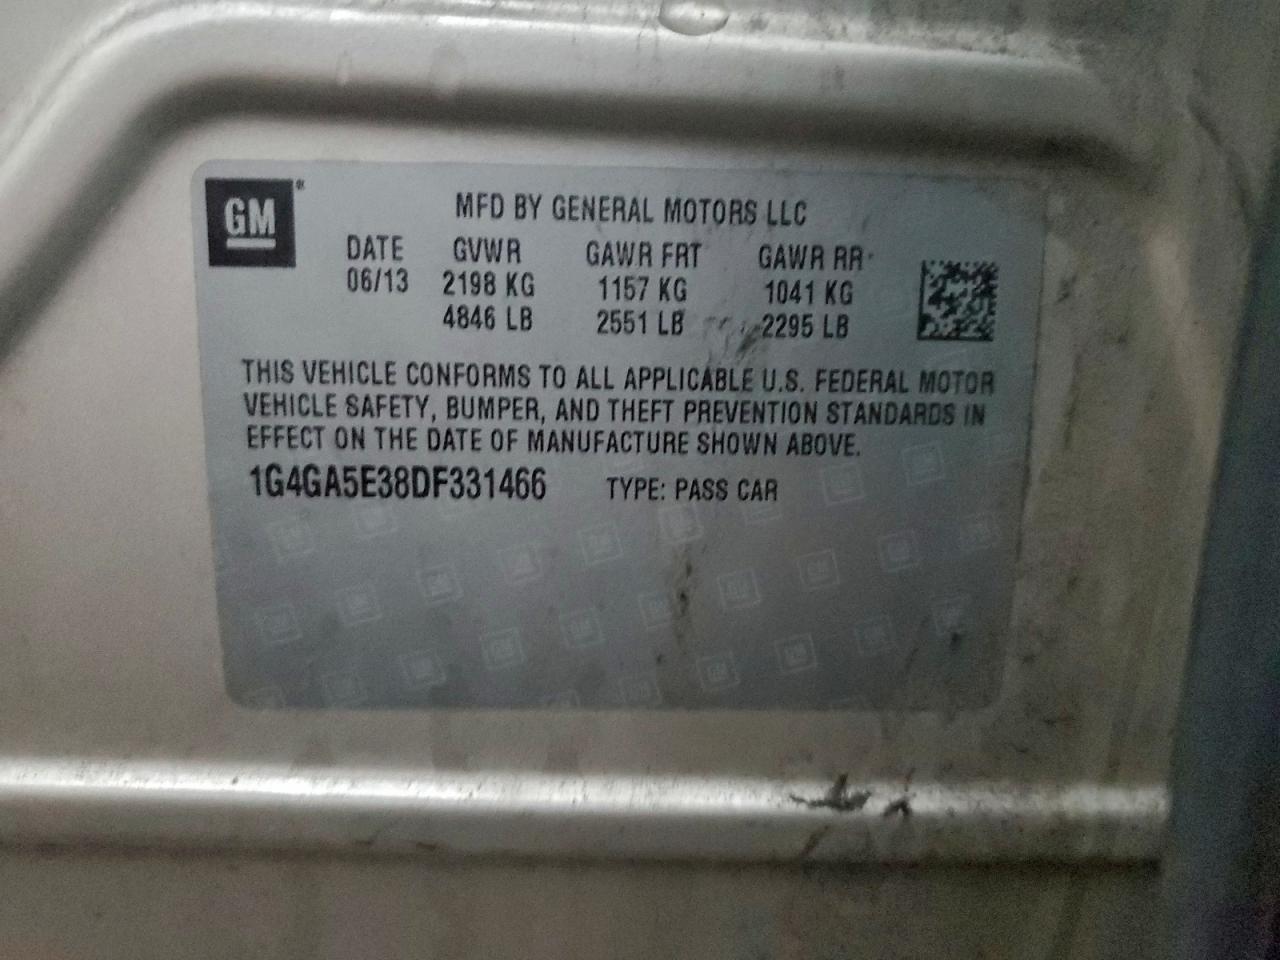 GM
MFD BY GENERAL MOTORS LLC
DATE GVWR GAWR FRT GAWR RR
06/13 2198 KG 1157 KG 1041 KG
4846 LB 2551 LB 2295 LB
THIS VEHICLE CONFORMS TO ALL APPLICABLE U.S. FEDERAL MOTOR
VEHICLE SAFETY, BUMPER, AND THEFT PREVENTION STANDARDS IN
EFFECT ON THE DATE OF MANUFACTURE SHOWN ABOVE.
1G4GA5E38DF331466 TYPE: PASS CAR